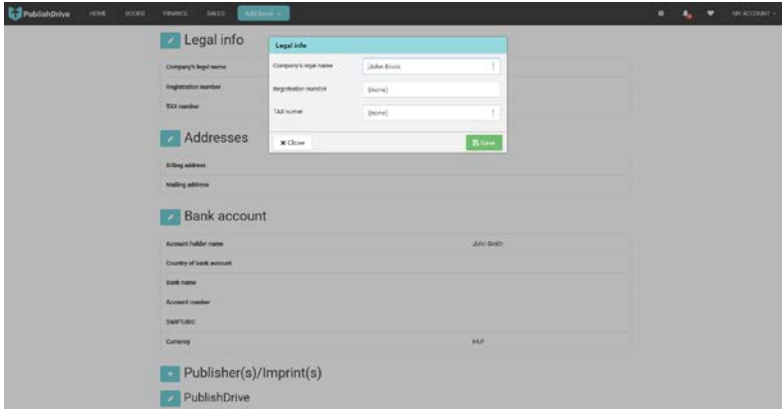 PublishDrive HOME BOOKS FINANCE SALES Add book MY ACCOUNT
Legal info
Company's legal name
Registration number
TAX number
Legal info
Company's legal name John Book
Registration number (none)
TAX numer (none)
Close Save
Addresses
Billing address
Mailing address
Bank account
Account holder name John Smith
Country of bank account
Bank name
Account number
SWIFT/BIC
Currency HUF
Publisher(s)/Imprint(s)
PublishDrive